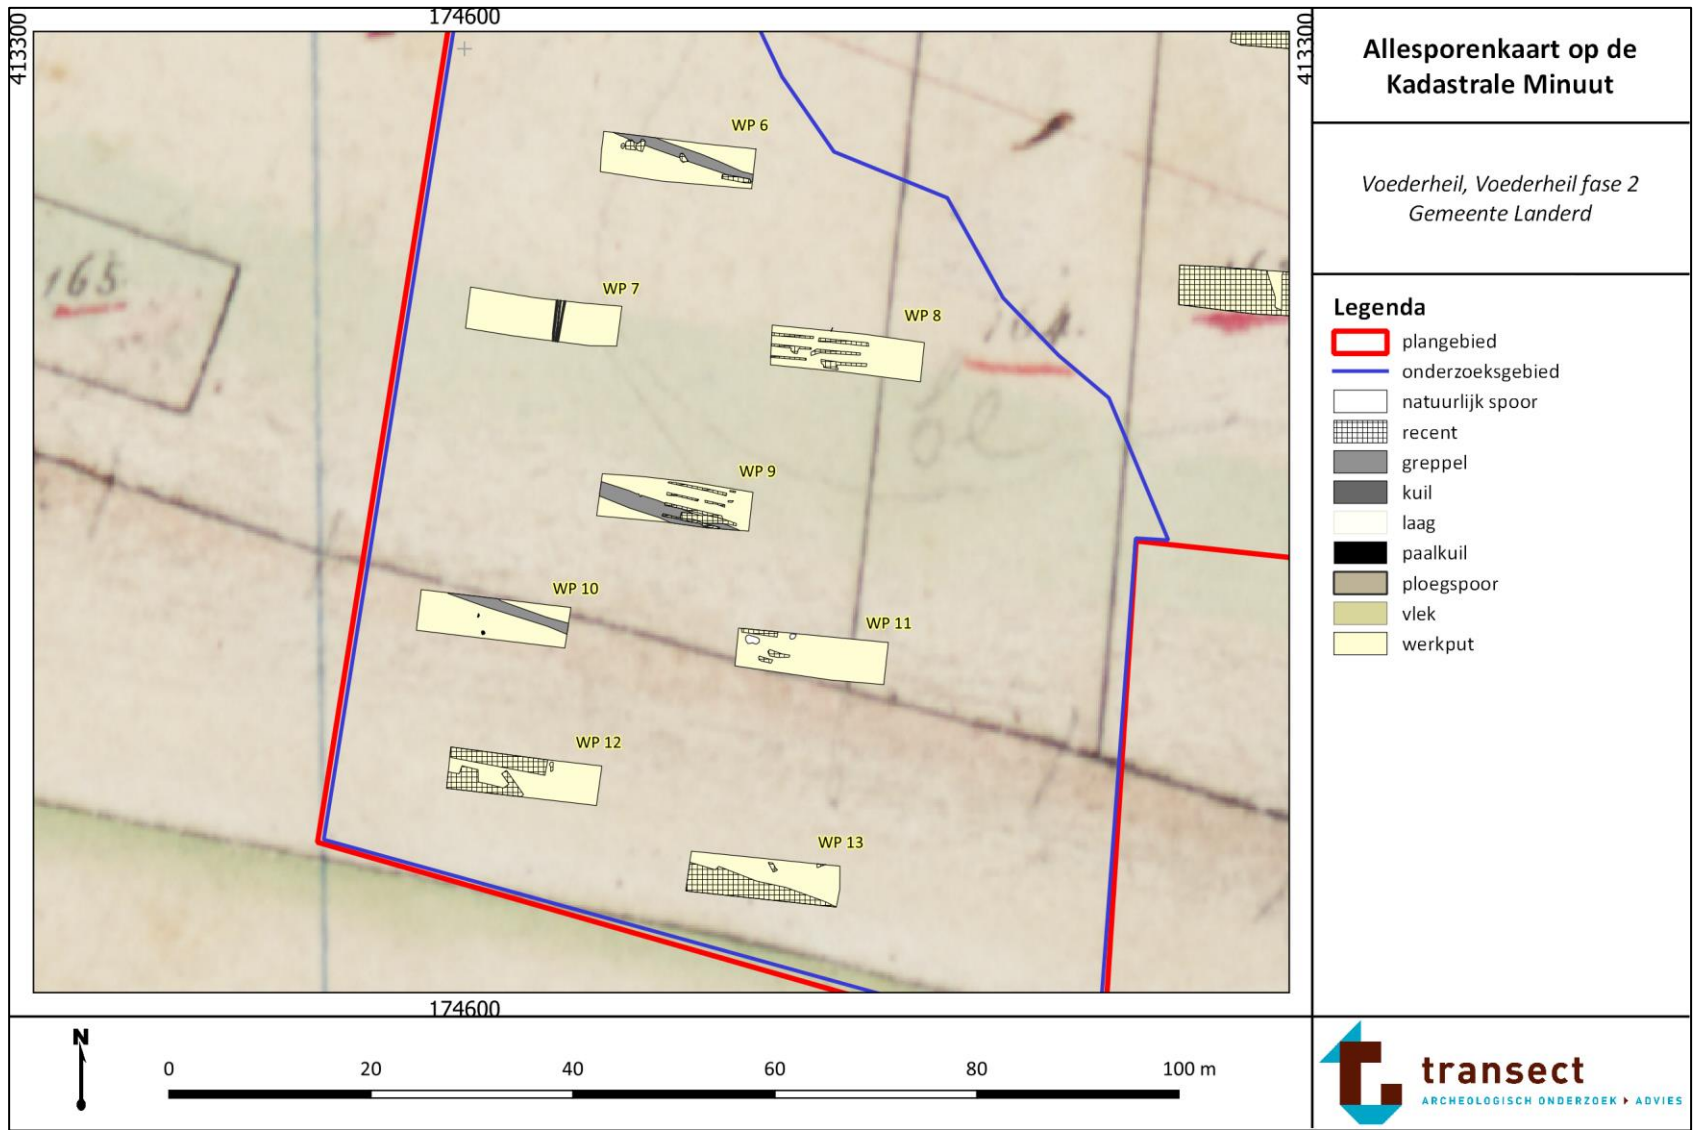 174600
413300
413300
WP 6
WP 7
WP 8
165
WP 9
WP 10
WP 11
WP 12
WP 13
174600
N
0 20 40 60 80 100 m
Allesporenkaart op de
Kadastrale Minuut
Voederheil, Voederheil fase 2
Gemeente Landerd
Legenda
plangebied
onderzoeksgebied
natuurlijk spoor
recent
greppel
kuil
laag
paalkuil
ploegspoor
vlek
werkput
transect
ARCHEOLOGISCH ONDERZOEK ▸ ADVIES